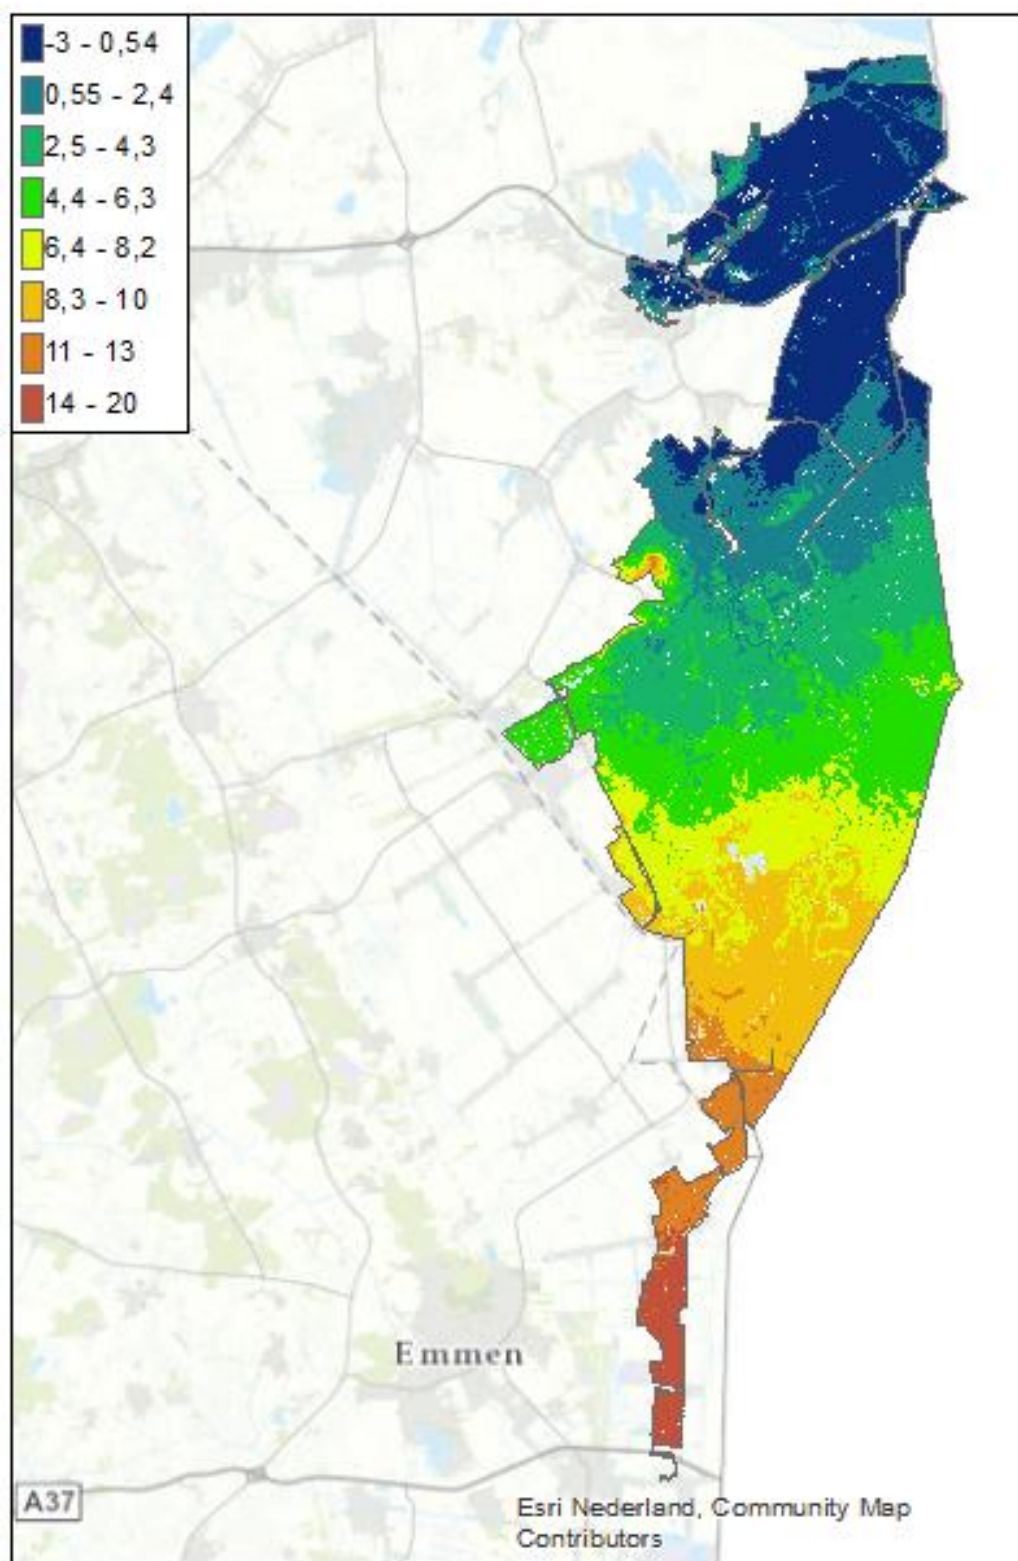 -3 - 0,54
0,55 - 2,4
2,5 - 4,3
4,4 - 6,3
6,4 - 8,2
8,3 - 10
11 - 13
14 - 20
Emmen
A37
Esri Nederland, Community Map
Contributors